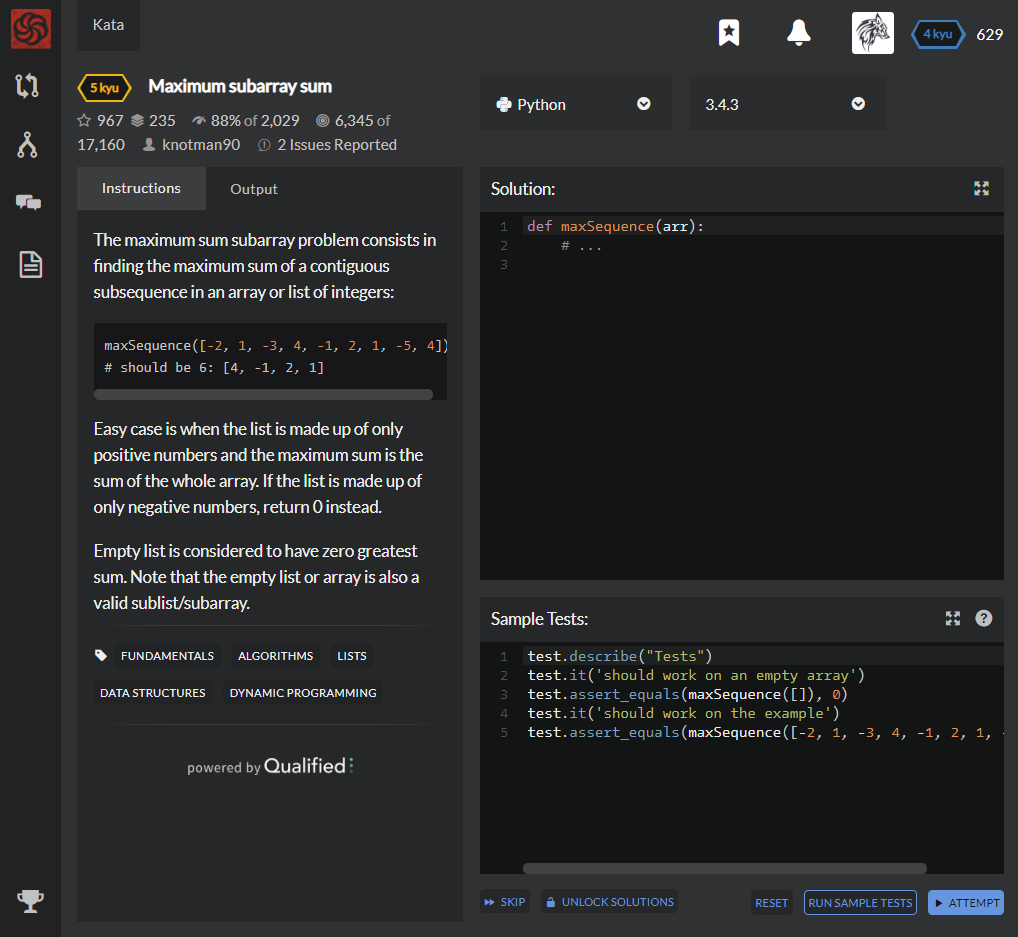 Kata
4 kyu 629
5 kyu Maximum subarray sum
967 235 88% of 2,029 6,345 of
17,160 knotman90 2 Issues Reported
Python
3.4.3
Instructions Output
The maximum sum subarray problem consists in
finding the maximum sum of a contiguous
subsequence in an array or list of integers:
maxSequence([-2, 1, -3, 4, -1, 2, 1, -5, 4])
# should be 6: [4, -1, 2, 1]
Easy case is when the list is made up of only
positive numbers and the maximum sum is the
sum of the whole array. If the list is made up of
only negative numbers, return 0 instead.
Empty list is considered to have zero greatest
sum. Note that the empty list or array is also a
valid sublist/subarray.
FUNDAMENTALS ALGORITHMS LISTS
DATA STRUCTURES DYNAMIC PROGRAMMING
powered by Qualified
Solution:
1 def maxSequence(arr):
2 # ...
3
Sample Tests:
1 test.describe("Tests")
2 test.it('should work on an empty array')
3 test.assert_equals(maxSequence([]), 0)
4 test.it('should work on the example')
5 test.assert_equals(maxSequence([-2, 1, -3, 4, -1, 2, 1, -
SKIP UNLOCK SOLUTIONS RESET RUN SAMPLE TESTS ATTEMPT